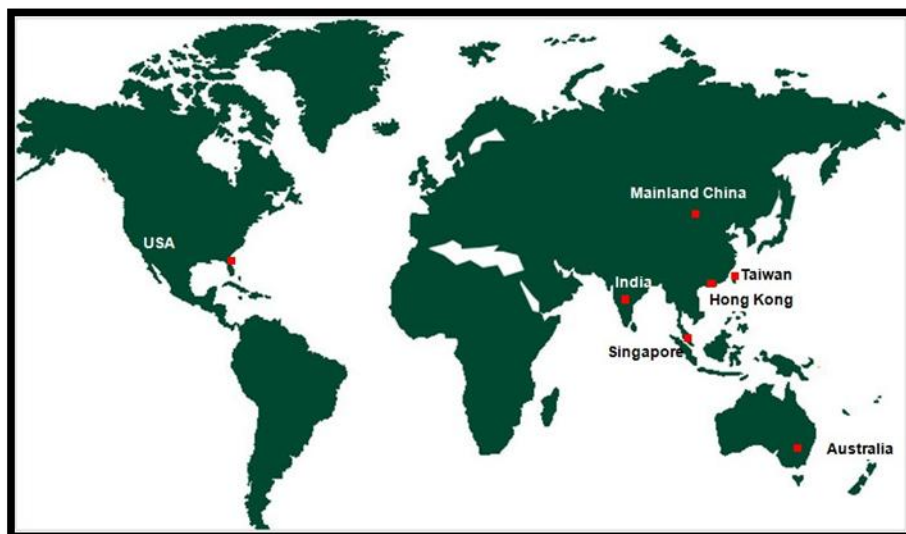 Mainland China
USA
Taiwan
India
Hong Kong
Singapore
Australia